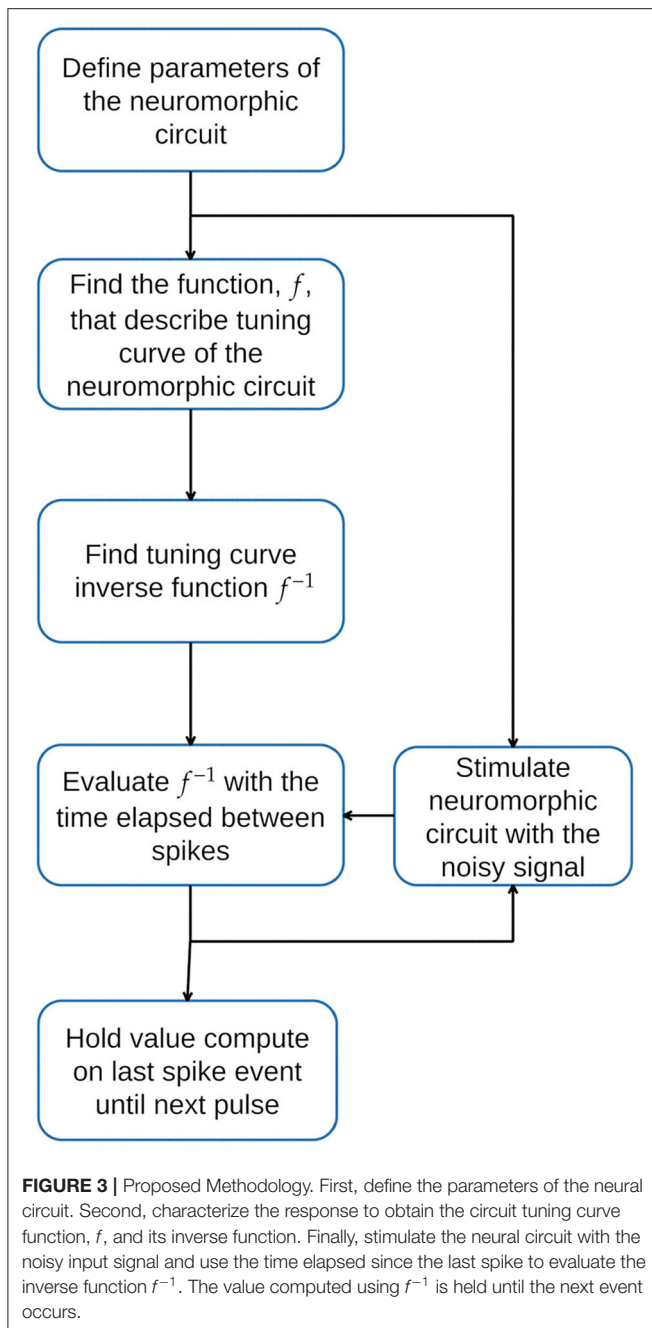 Define parameters of
the neuromorphic
circuit
Find the function, f,
that describe tuning
curve of the
neuromorphic circuit
Find tuning curve
inverse function f⁻¹
Evaluate f⁻¹ with the
time elapsed between
spikes
Stimulate
neuromorphic
circuit with the
noisy signal
Hold value compute
on last spike event
until next pulse
FIGURE 3 | Proposed Methodology. First, define the parameters of the neural
circuit. Second, characterize the response to obtain the circuit tuning curve
function, f, and its inverse function. Finally, stimulate the neural circuit with the
noisy input signal and use the time elapsed since the last spike to evaluate the
inverse function f⁻¹. The value computed using f⁻¹ is held until the next event
occurs.